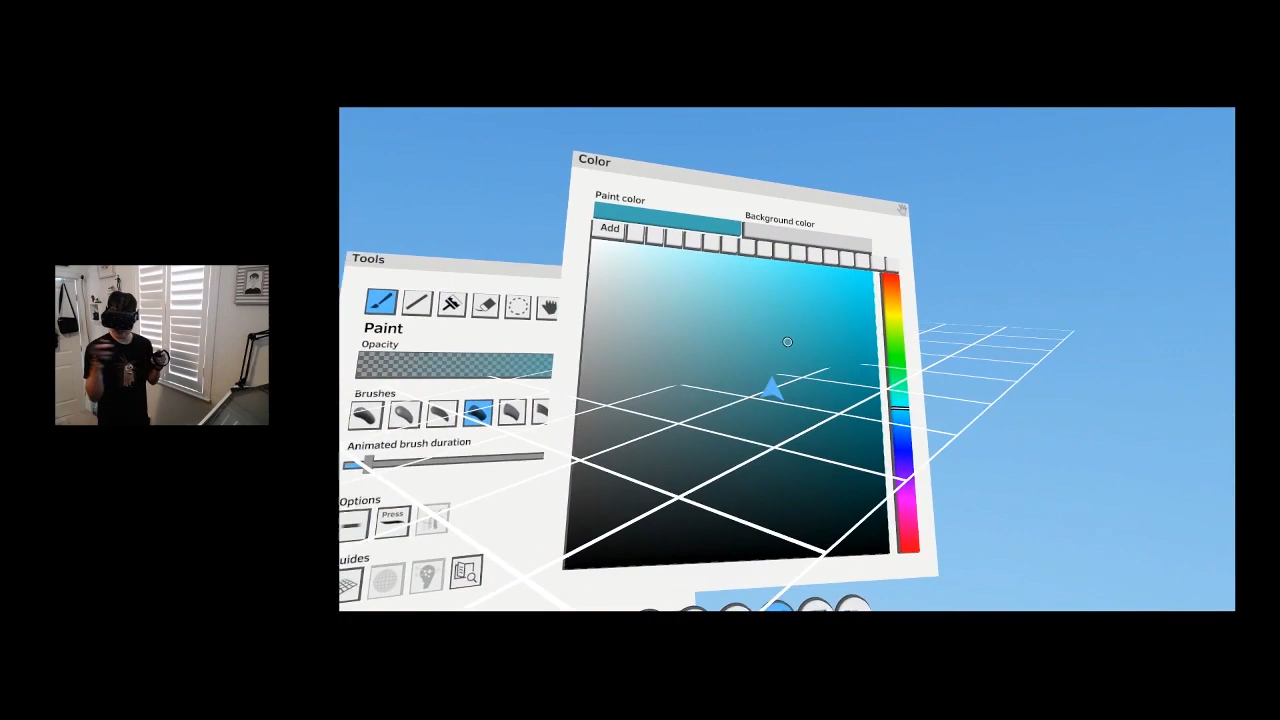 Color
Paint color
Background color
Add
Tools
Paint
Opacity
Brushes
Animated brush duration
Options
Press
uides